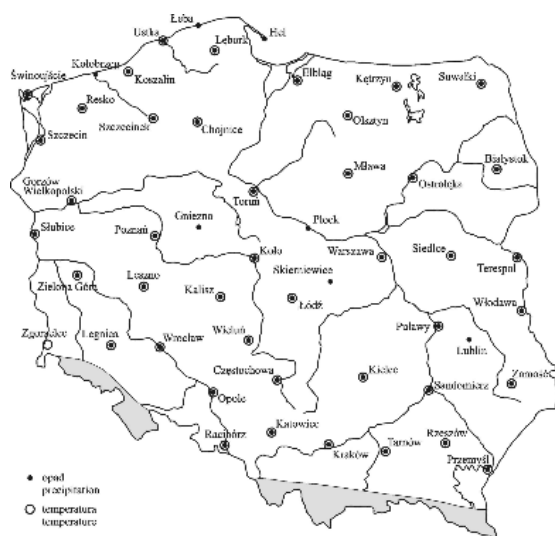 Łeba
Ustka
Hel
Lębork
Kołobrzeg
Świnoujście
Koszalin
Elbląg
Kętrzyn
Suwałki
Resko
Szczecinek
Chojnice
Olsztyn
Szczecin
Mława
Białystok
Gorzów
Wielkopolski
Toruń
Ostrołęka
Gniezno
Płock
Słubice
Poznań
Koło
Warszawa
Siedlce
Terespol
Skierniewice
Zielona Góra
Leszno
Kalisz
Łódź
Włodawa
Zgorzelec
Legnica
Wrocław
Wieluń
Puławy
Lublin
Częstochowa
Kielce
Zamość
Opole
Sandomierz
Katowice
Racibórz
Kraków
Tarnów
Rzeszów
Przemyśl
opad
precipitation
temperatura
temperature